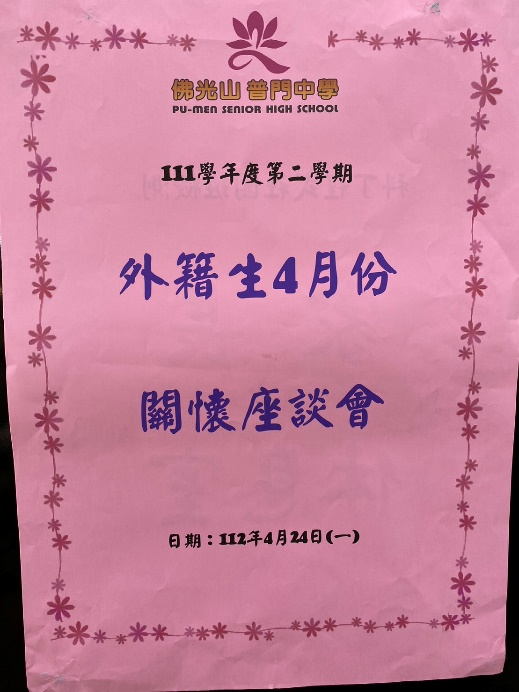 佛光山 普門中學
PU-MEN SENIOR HIGH SCHOOL
111學年度第二學期
外籍生4月份
關懷座談會
日期：112年4月24日(一)